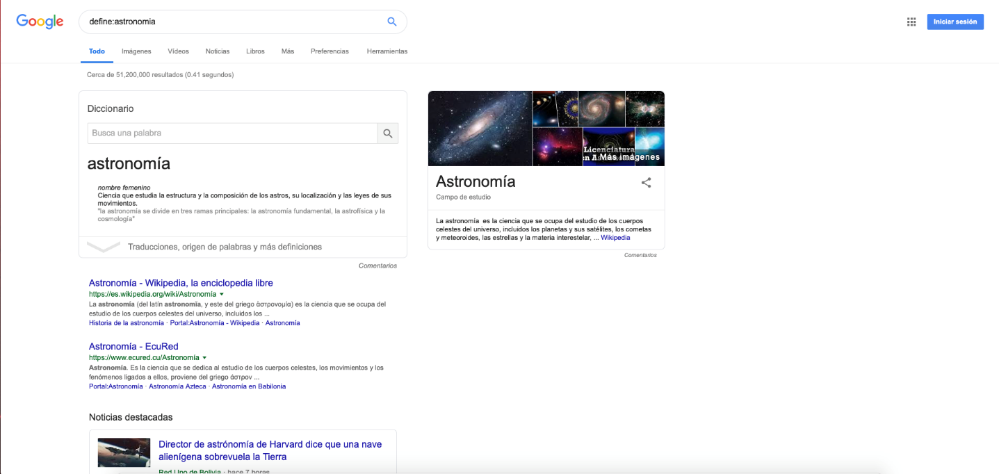 Google
define:astronomia
Iniciar sesión
Todo Imágenes Vídeos Noticias Libros Más Preferencias Herramientas
Cerca de 51,200,000 resultados (0.41 segundos)
Diccionario
Busca una palabra
astronomía
nombre femenino
Ciencia que estudia la estructura y la composición de los astros, su localización y las leyes de sus
movimientos.
"la astronomía se divide en tres ramas principales: la astronomía fundamental, la astrofísica y la
cosmología"
Traducciones, origen de palabras y más definiciones
Comentarios
Astronomía - Wikipedia, la enciclopedia libre
https://es.wikipedia.org/wiki/Astronomía
La astronomía (del latín astronomĭa, y este del griego ἀστρονομία) es la ciencia que se ocupa del
estudio de los cuerpos celestes del universo, incluidos los ...
Historia de la astronomía · Portal:Astronomía - Wikipedia · Astronomía
Astronomía - EcuRed
https://www.ecured.cu/Astronomía
Astronomía. Es la ciencia que se dedica al estudio de los cuerpos celestes, los movimientos y los
fenómenos ligados a ellos, proviene del griego άστρον ...
Portal:Astronomía · Astronomía Azteca · Astronomía en Babilonia
Noticias destacadas
Director de astrónomía de Harvard dice que una nave
alienígena sobrevuela la Tierra
Red Uno de Bolivia · hace 7 horas
Licenciatura
en
Más imágenes
Astronomía
Campo de estudio
La astronomía es la ciencia que se ocupa del estudio de los cuerpos
celestes del universo, incluidos los planetas y sus satélites, los cometas
y meteoroides, las estrellas y la materia interestelar, ... Wikipedia
Comentarios